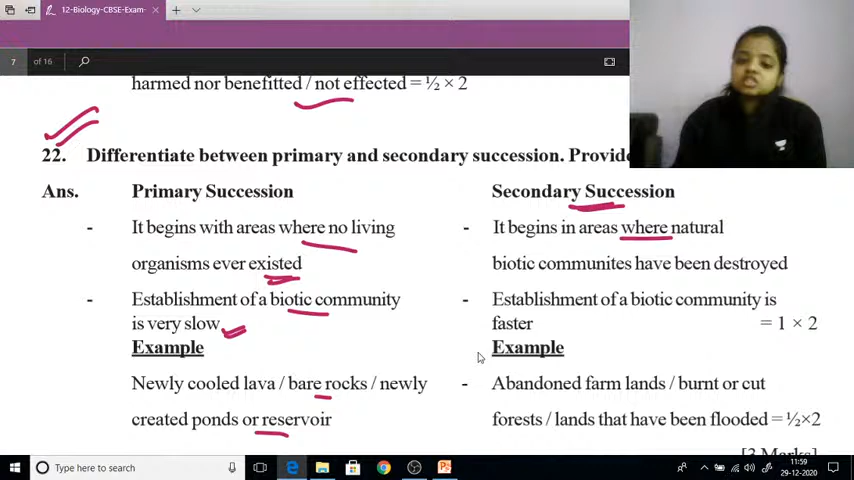 12-Biology-CBSE-Exam-
7 of 16
harmed nor benefitted / not effected = ½ × 2
22. Differentiate between primary and secondary succession. Provid
Ans. Primary Succession Secondary Succession
- It begins with areas where no living - It begins in areas where natural
organisms ever existed biotic communites have been destroyed
- Establishment of a biotic community - Establishment of a biotic community is
is very slow faster = 1 × 2
Example Example
Newly cooled lava / bare rocks / newly - Abandoned farm lands / burnt or cut
created ponds or reservoir forests / lands that have been flooded = ½×2
[3 Marks]
Type here to search
11:59
29-12-2020